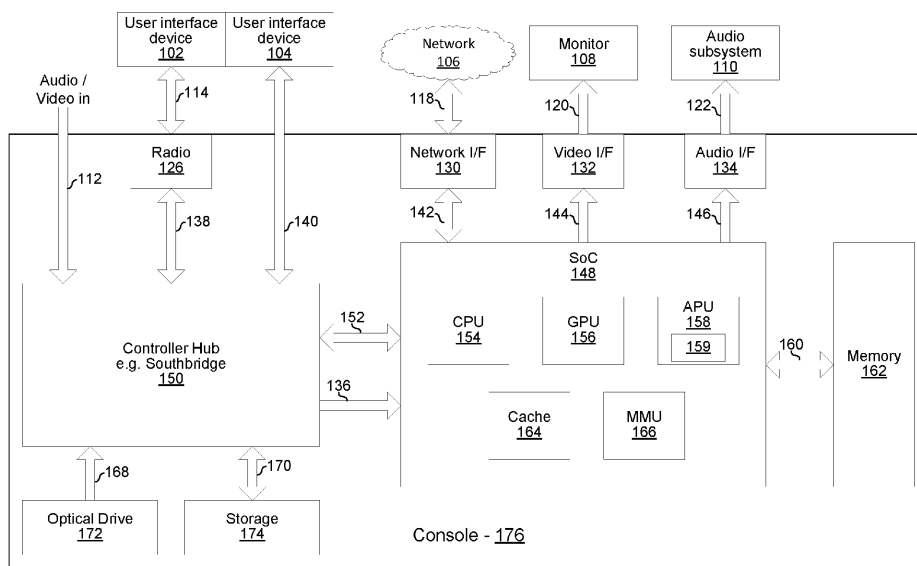 User interface
device
102
User interface
device
104
Network
106
Monitor
108
Audio
subsystem
110
Audio /
Video in
114
118
120
122
Radio
126
Network I/F
130
Video I/F
132
Audio I/F
134
112
138
140
142
144
146
SoC
148
CPU
154
GPU
156
APU
158
159
152
160
Controller Hub
e.g. Southbridge
150
Memory
162
136
Cache
164
MMU
166
168
170
Optical Drive
172
Storage
174
Console - 176